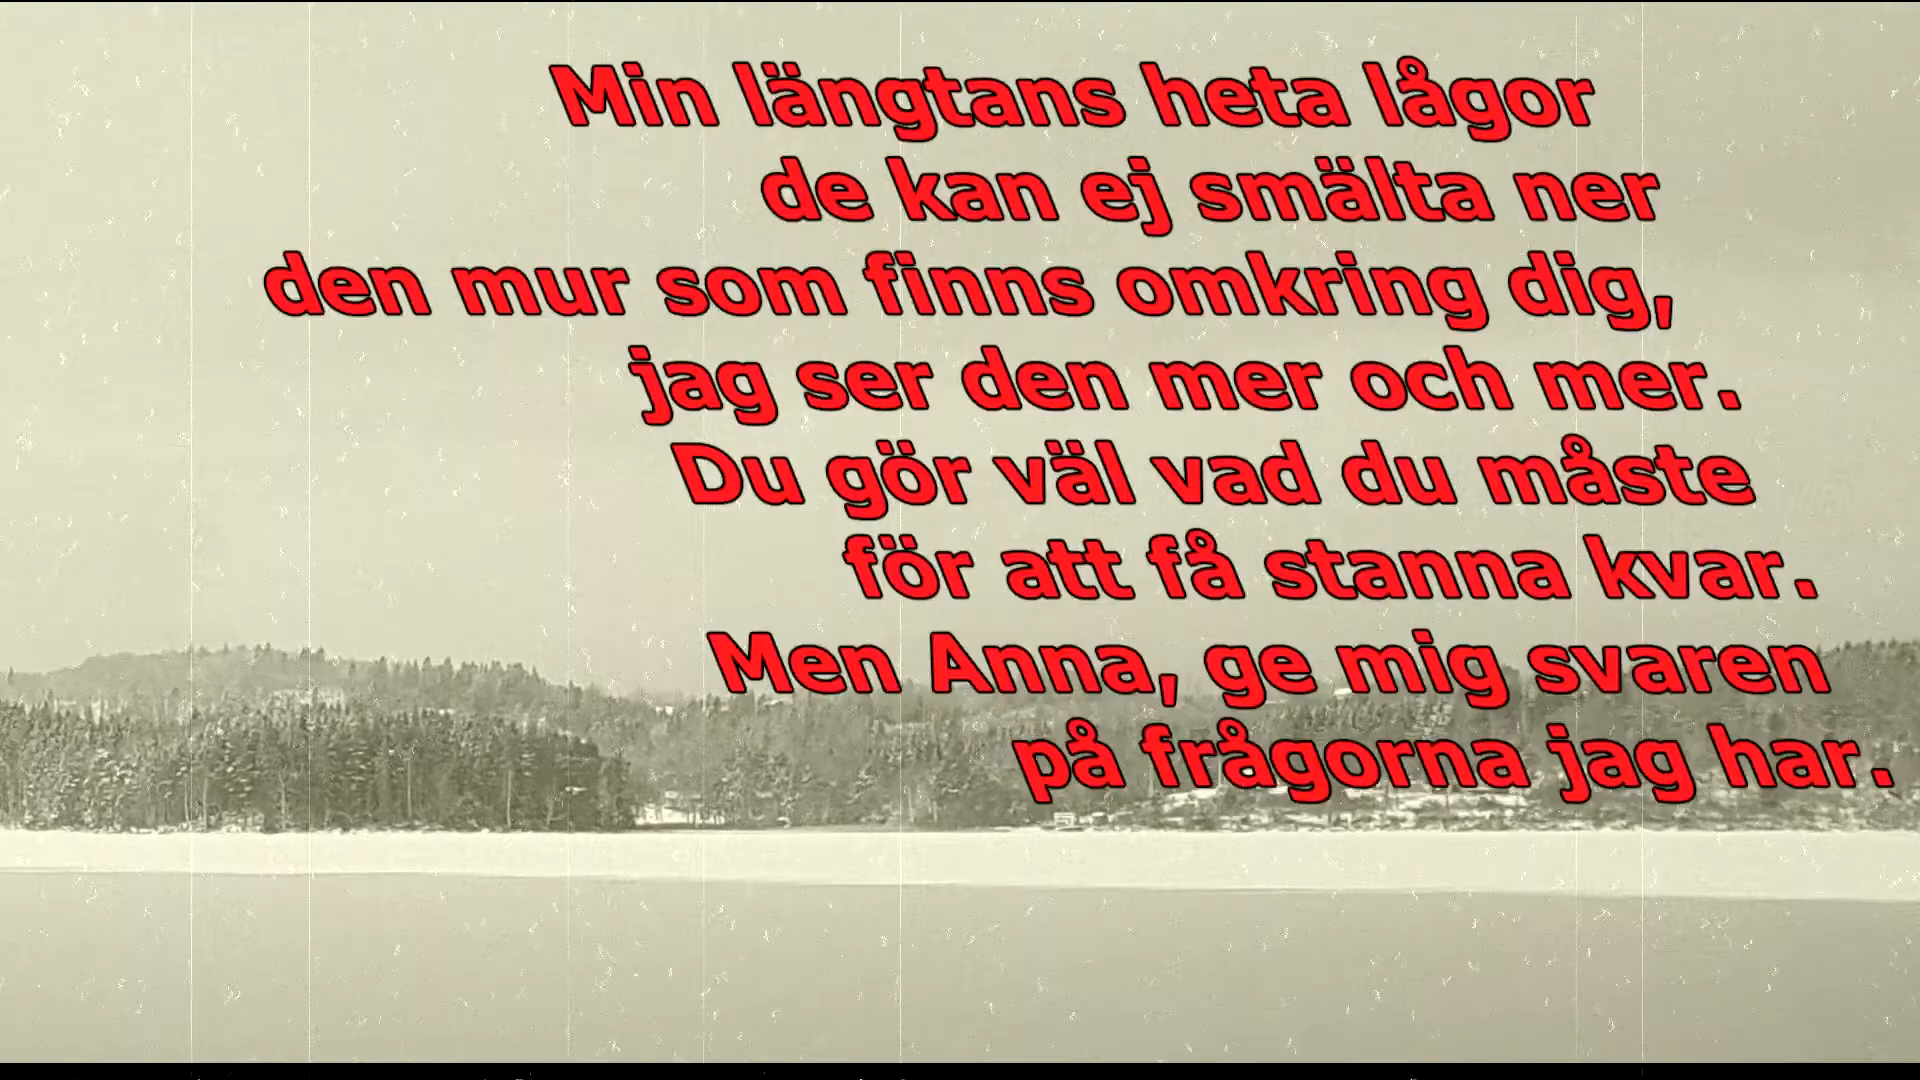 Min längtans heta lågor
de kan ej smälta ner
den mur som finns omkring dig,
jag ser den mer och mer.
Du gör väl vad du måste
för att få stanna kvar.
Men Anna, ge mig svaren
på frågorna jag har.